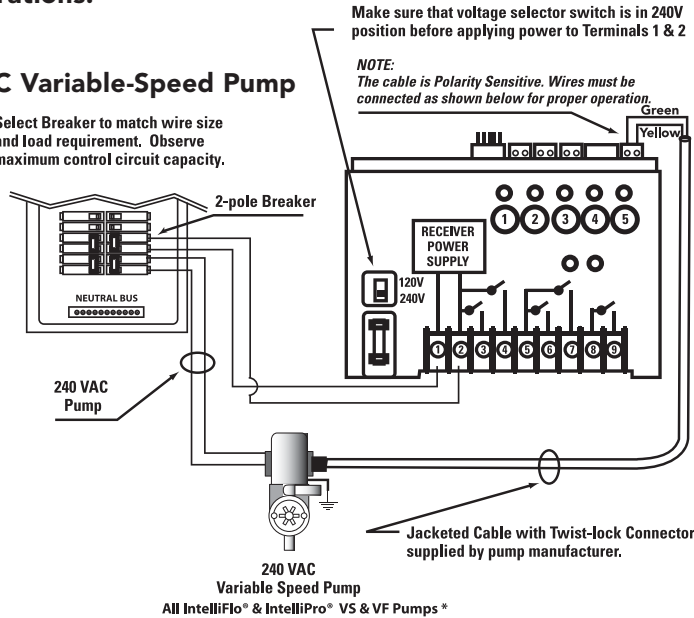 Make sure that voltage selector switch is in 240V
position before applying power to Terminals 1 & 2
C Variable-Speed Pump
NOTE:
The cable is Polarity Sensitive. Wires must be
connected as shown below for proper operation.
Select Breaker to match wire size
and load requirement. Observe
maximum control circuit capacity.
Green
Yellow
2-pole Breaker
1 2 3 4 5
RECEIVER
POWER
SUPPLY
120V
240V
NEUTRAL BUS
1 2 3 4 5 6 7 8 9
240 VAC
Pump
Jacketed Cable with Twist-lock Connector
supplied by pump manufacturer.
240 VAC
Variable Speed Pump
All IntelliFlo® & IntelliPro® VS & VF Pumps *